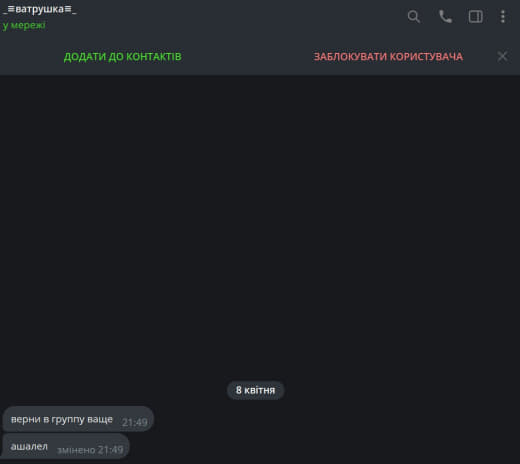 _≡ватрушка≡_
у мережі
ДОДАТИ ДО КОНТАКТІВ
ЗАБЛОКУВАТИ КОРИСТУВАЧА
8 квітня
верни в группу ваще 21:49
ашалел змінено 21:49